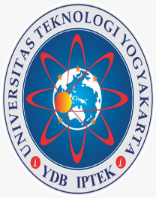 UNIVERSITAS TEKNOLOGI YOGYAKARTA
YDB IPTEK